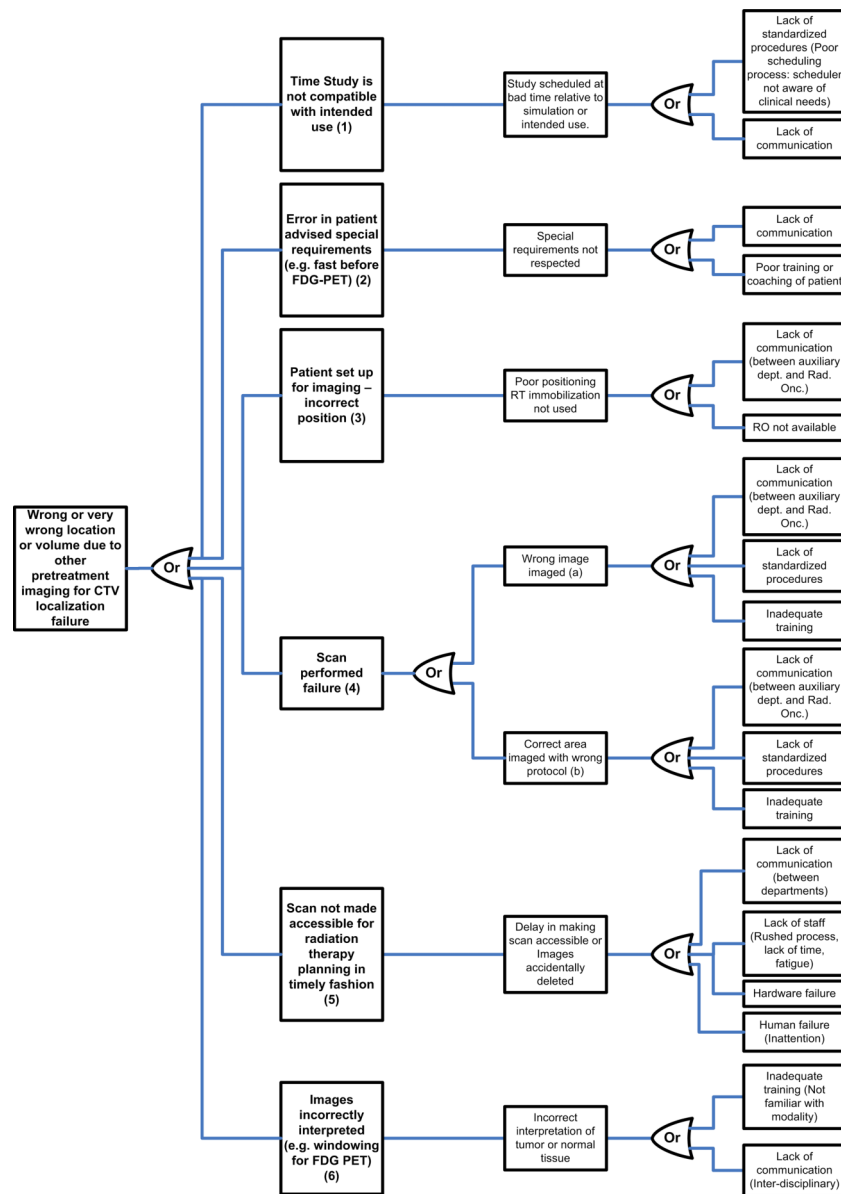 Wrong or very
wrong location
or volume due to
other
pretreatment
imaging for CTV
localization
failure
Or
Time Study is
not compatible
with intended
use (1)
Study scheduled at
bad time relative to
simulation or
intended use.
Or
Lack of
standardized
procedures (Poor
scheduling
process: scheduler
not aware of
clinical needs)
Lack of
communication
Error in patient
advised special
requirements
(e.g. fast before
FDG-PET) (2)
Special
requirements not
respected
Or
Lack of
communication
Poor training or
coaching of patient
Patient set up
for imaging –
incorrect
position (3)
Poor positioning
RT immobilization
not used
Or
Lack of
communication
(between auxiliary
dept. and Rad.
Onc.)
RO not available
Scan
performed
failure (4)
Or
Wrong image
imaged (a)
Or
Lack of
communication
(between auxiliary
dept. and Rad.
Onc.)
Lack of
standardized
procedures
Inadequate
training
Correct area
imaged with wrong
protocol (b)
Or
Lack of
communication
(between auxiliary
dept. and Rad.
Onc.)
Lack of
standardized
procedures
Inadequate
training
Scan not made
accessible for
radiation
therapy
planning in
timely fashion
(5)
Delay in making
scan accessible or
Images
accidentally
deleted
Or
Lack of
communication
(between
departments)
Lack of staff
(Rushed process,
lack of time,
fatigue)
Hardware failure
Human failure
(Inattention)
Images
incorrectly
interpreted
(e.g. windowing
for FDG PET)
(6)
Incorrect
interpretation of
tumor or normal
tissue
Or
Inadequate
training (Not
familiar with
modality)
Lack of
communication
(Inter-disciplinary)